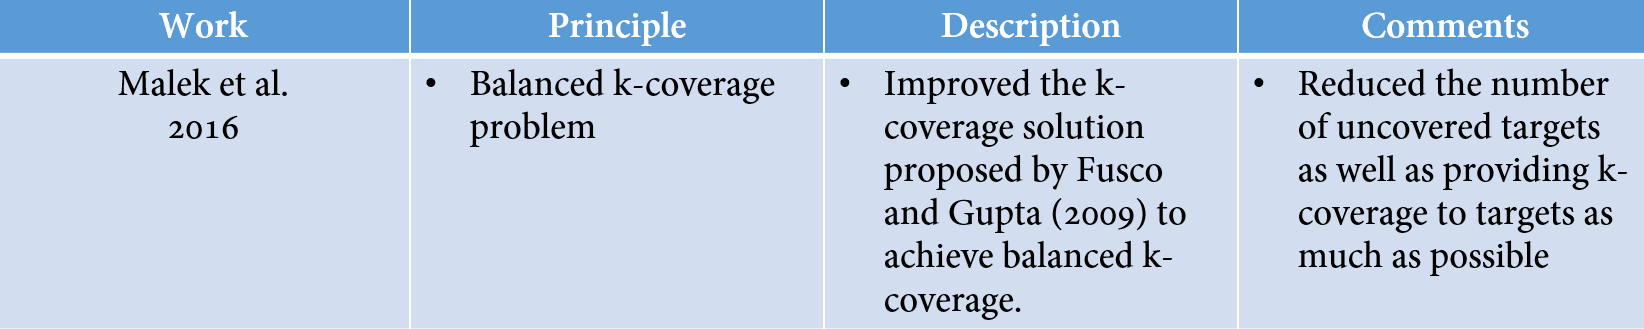 Work Principle Description Comments
Malek et al.
2016
• Balanced k-coverage
problem
• Improved the k-
coverage solution
proposed by Fusco
and Gupta (2009) to
achieve balanced k-
coverage.
• Reduced the number
of uncovered targets
as well as providing k-
coverage to targets as
much as possible